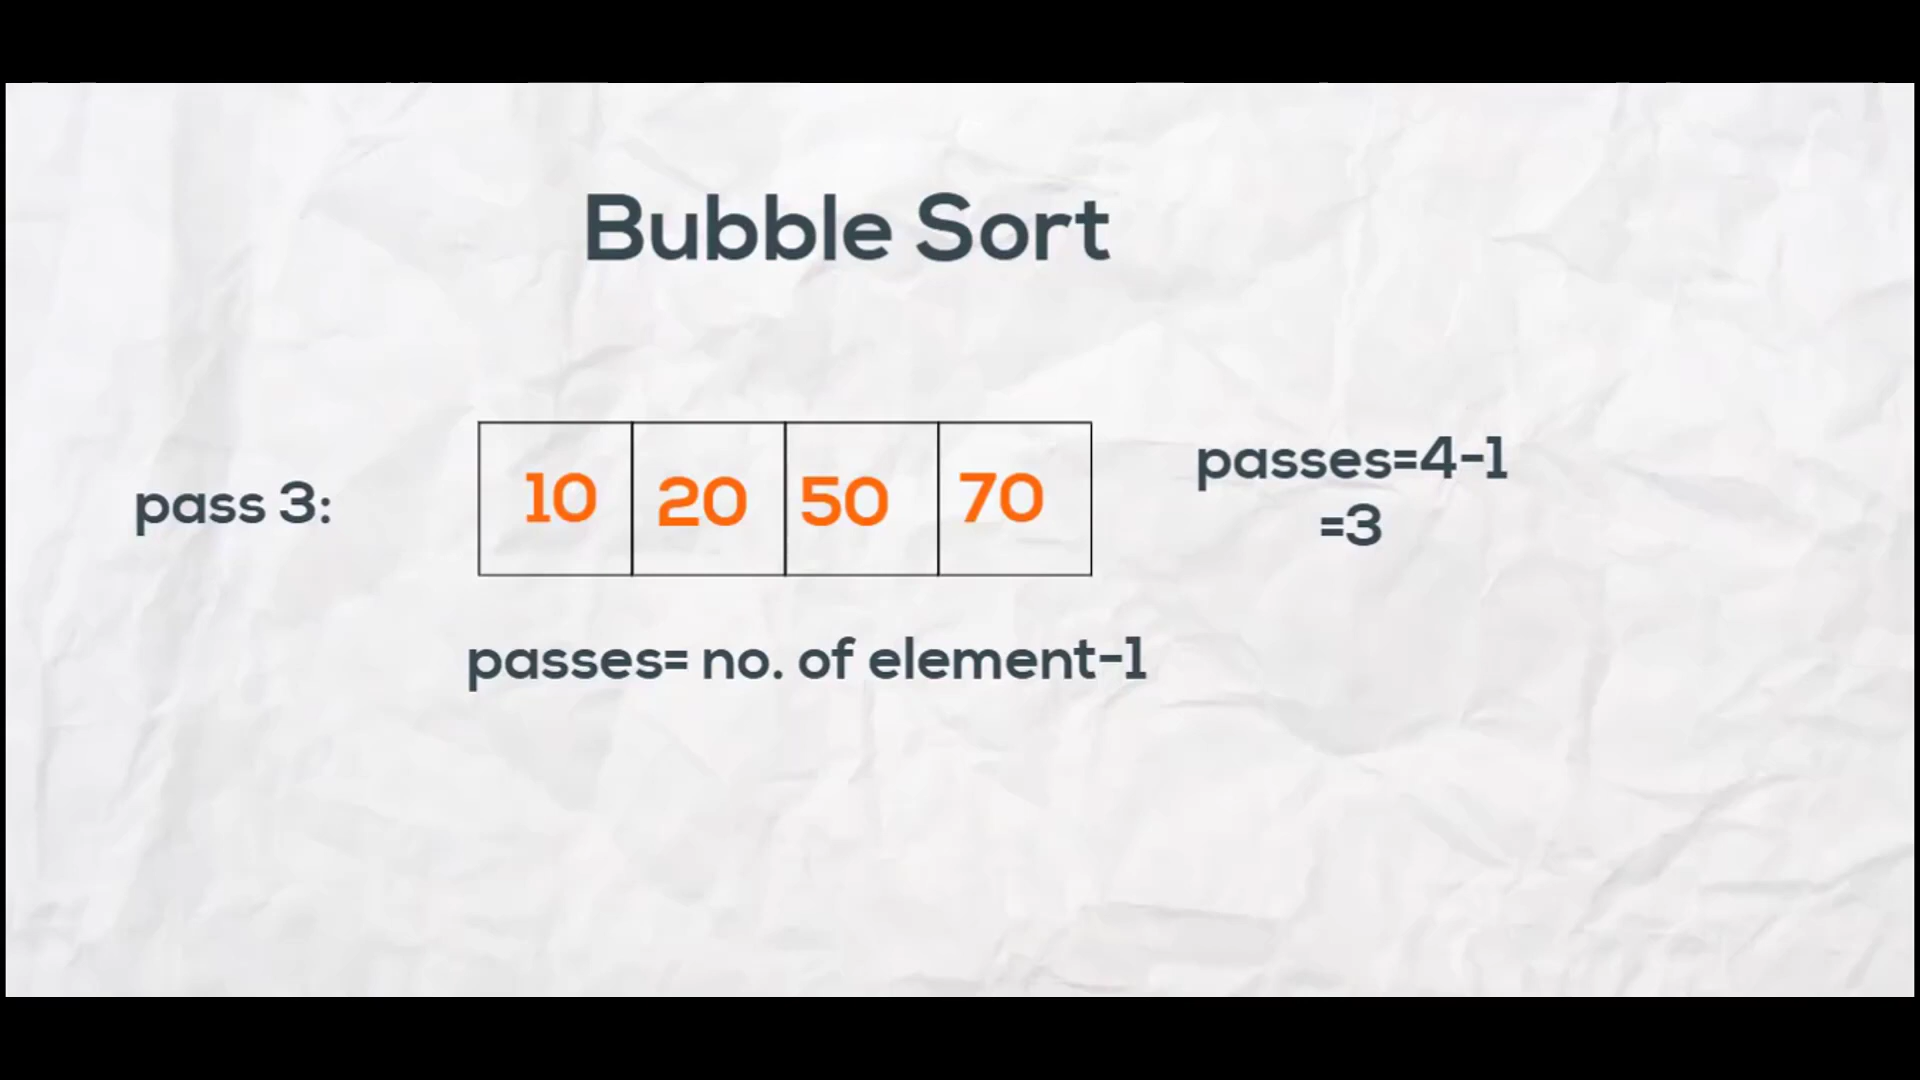 Bubble Sort
pass 3:
10 20 50 70
passes=4-1
=3
passes= no. of element-1